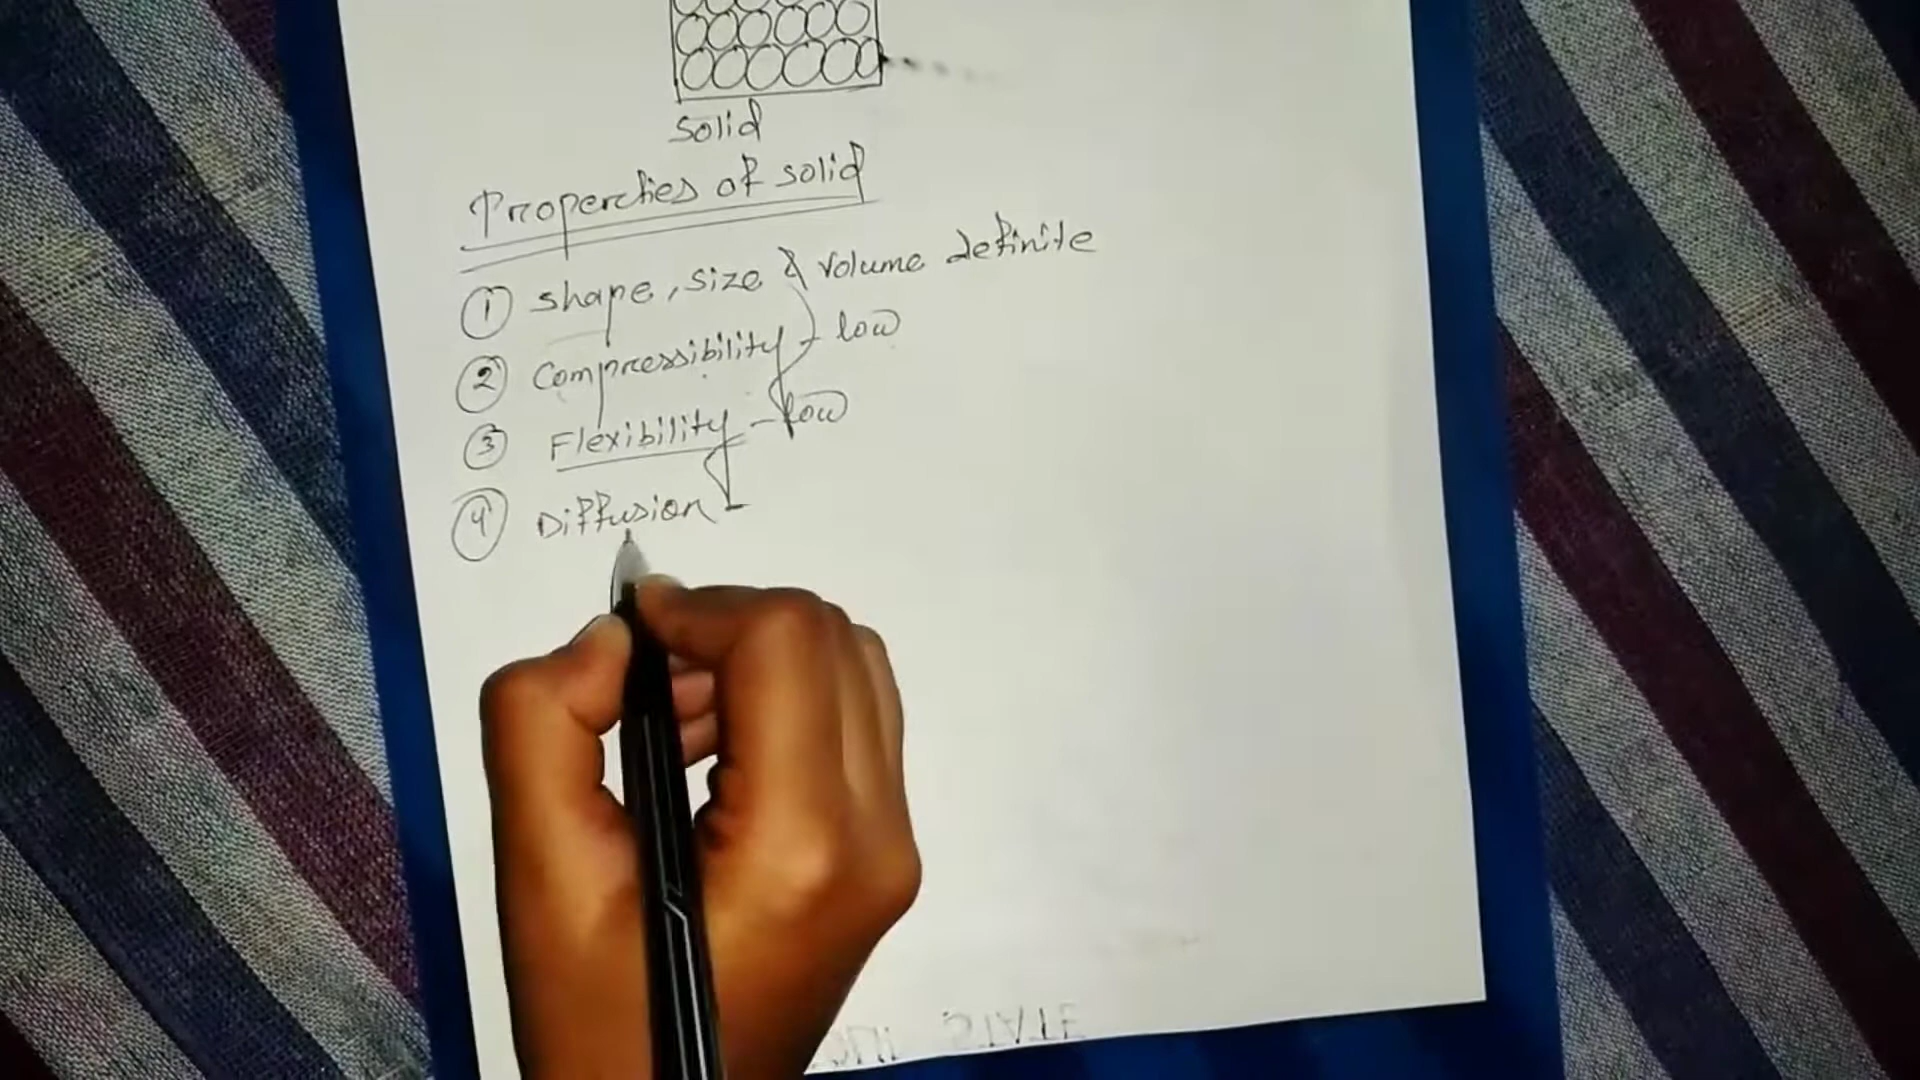 solid
Properties of solid
① shape, size & volume definite
② compressibility - low
③ Flexibility - low
④ Diffusion -